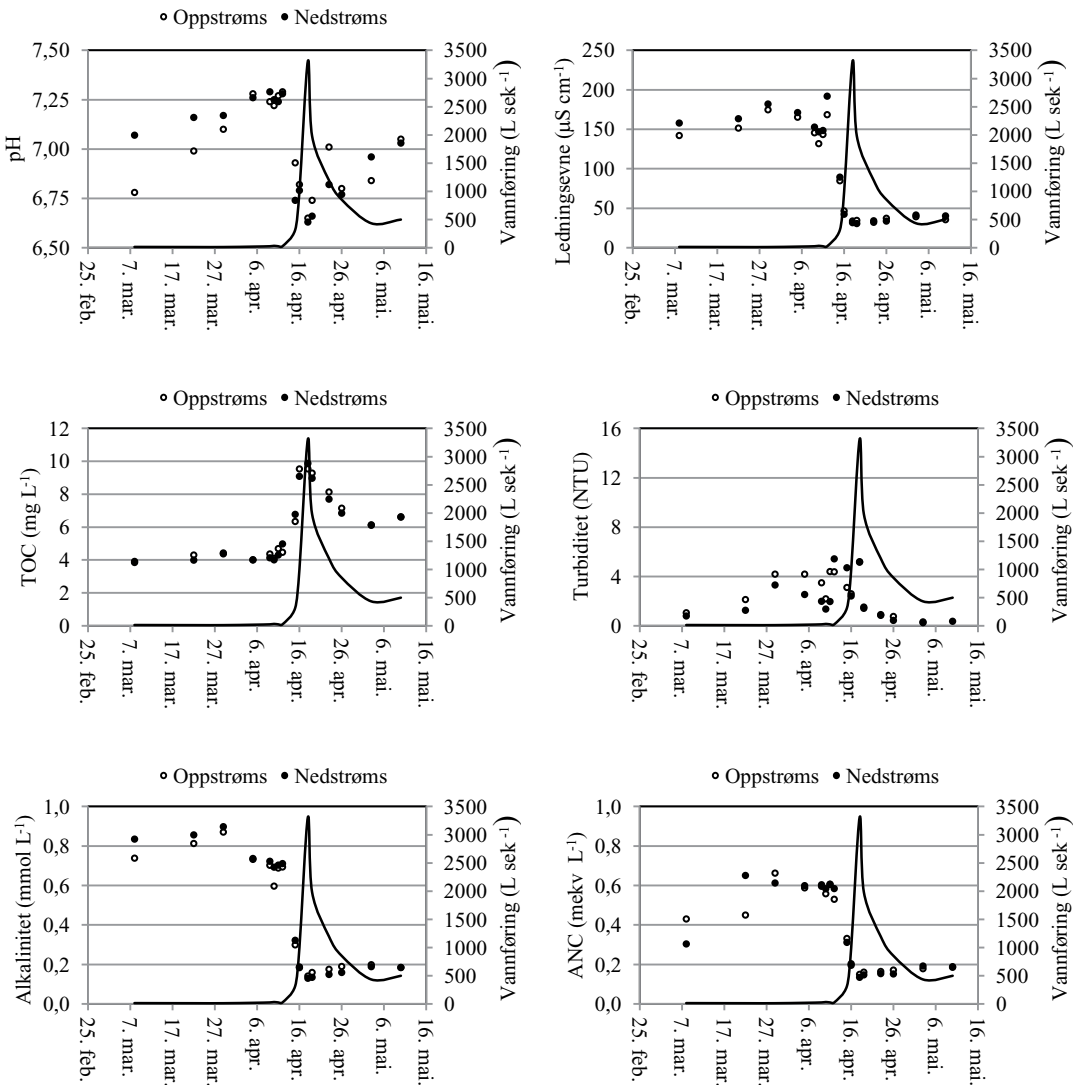 Oppstrøms Nedstrøms
7,50
7,25
7,00
6,75
6,50
pH
3500
3000
2500
2000
1500
1000
500
0
Vannføring (L sek-1)
25. feb.
7. mar.
17. mar.
27. mar.
6. apr.
16. apr.
26. apr.
6. mai.
16. mai.
250
200
150
100
50
0
Ledningsevne (µS cm-1)
3500
3000
2500
2000
1500
1000
500
0
Vannføring (L sek-1)
25. feb.
7. mar.
17. mar.
27. mar.
6. apr.
16. apr.
26. apr.
6. mai.
16. mai.
Oppstrøms Nedstrøms
12
10
8
6
4
2
0
TOC (mg L-1)
3500
3000
2500
2000
1500
1000
500
0
Vannføring (L sek-1)
25. feb.
7. mar.
17. mar.
27. mar.
6. apr.
16. apr.
26. apr.
6. mai.
16. mai.
Oppstrøms Nedstrøms
16
12
8
4
0
Turbiditet (NTU)
3500
3000
2500
2000
1500
1000
500
0
Vannføring (L sek-1)
25. feb.
7. mar.
17. mar.
27. mar.
6. apr.
16. apr.
26. apr.
6. mai.
16. mai.
Oppstrøms Nedstrøms
1,0
0,8
0,6
0,4
0,2
0,0
Alkalinitet (mmol L-1)
3500
3000
2500
2000
1500
1000
500
0
Vannføring (L sek-1)
25. feb.
7. mar.
17. mar.
27. mar.
6. apr.
16. apr.
26. apr.
6. mai.
16. mai.
Oppstrøms Nedstrøms
1,0
0,8
0,6
0,4
0,2
0,0
ANC (mekv L-1)
3500
3000
2500
2000
1500
1000
500
0
Vannføring (L sek-1)
25. feb.
7. mar.
17. mar.
27. mar.
6. apr.
16. apr.
26. apr.
6. mai.
16. mai.